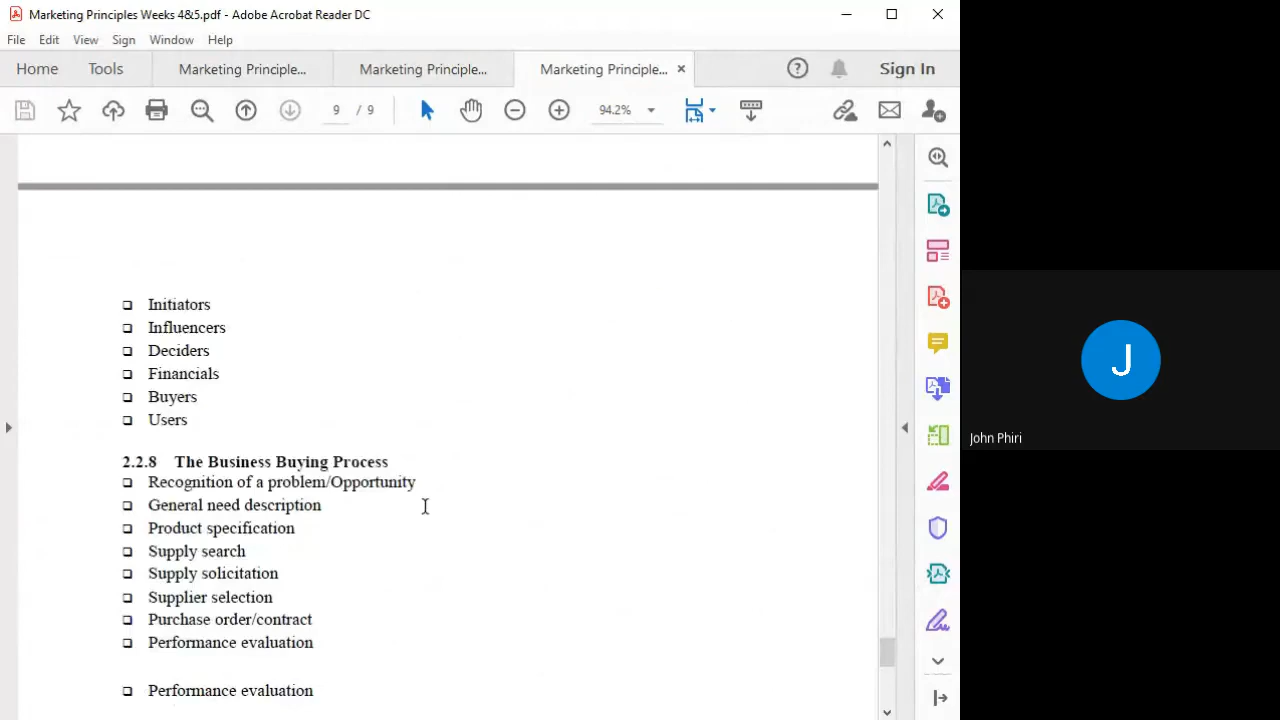 Marketing Principles Weeks 4&5.pdf - Adobe Acrobat Reader DC
File Edit View Sign Window Help
Home Tools Marketing Principle... Marketing Principle... Marketing Principle... Sign In
9 / 9 94.2%
Initiators
Influencers
Deciders
Financials
Buyers
Users
2.2.8 The Business Buying Process
Recognition of a problem/Opportunity
General need description
Product specification
Supply search
Supply solicitation
Supplier selection
Purchase order/contract
Performance evaluation
Performance evaluation
J
John Phiri